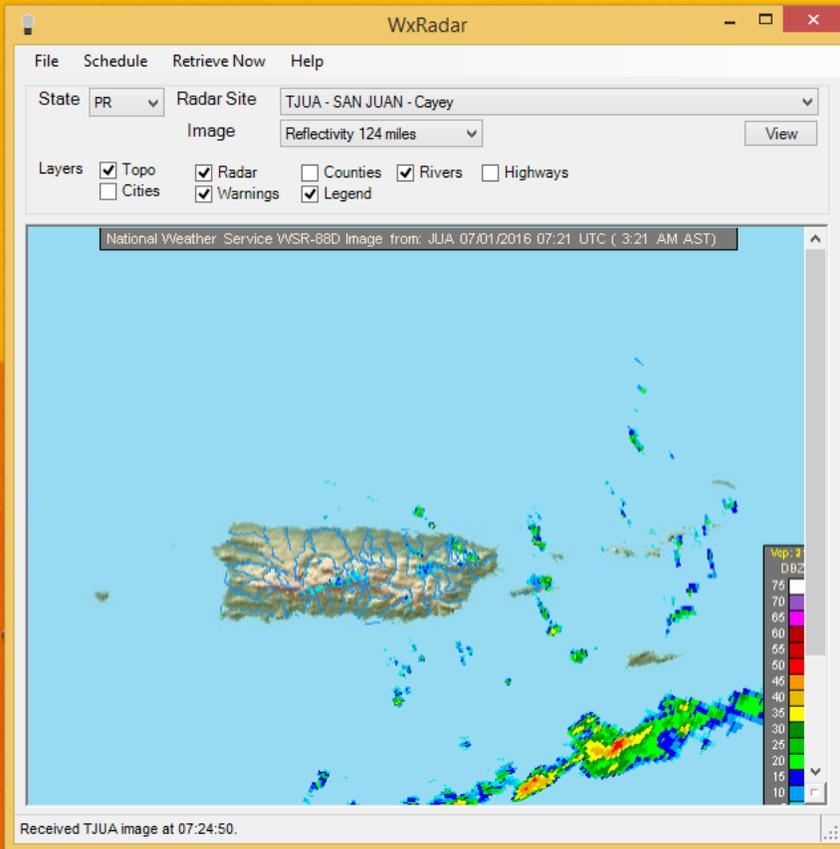 WxRadar
File Schedule Retrieve Now Help
State PR Radar Site TJUA - SAN JUAN - Cayey
Image Reflectivity 124 miles View
Layers Topo Radar Counties Rivers Highways
Cities Warnings Legend
National Weather Service WSR-88D Image from: JUA 07/01/2016 07:21 UTC ( 3:21 AM AST)
Vcp: 2
DBZ
75
70
65
60
55
50
45
40
35
30
25
20
15
10
Received TJUA image at 07:24:50.